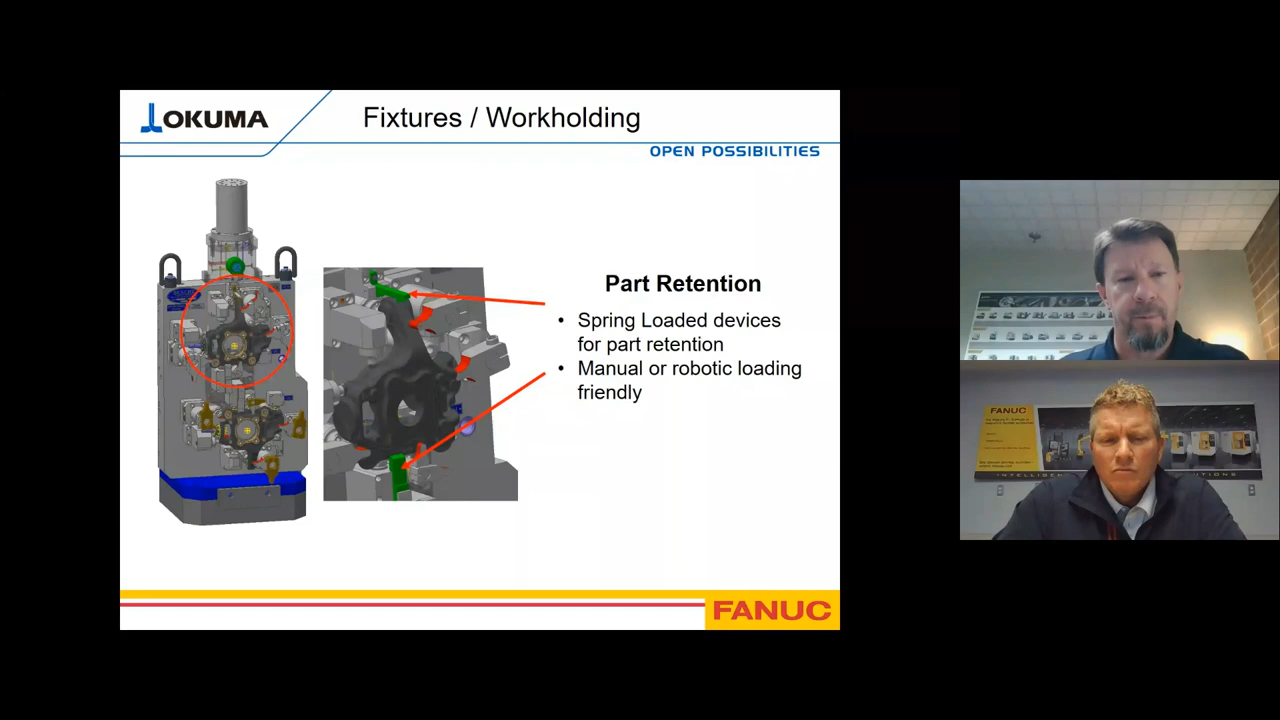 OKUMA
Fixtures / Workholding
OPEN POSSIBILITIES
Part Retention
• Spring Loaded devices
for part retention
• Manual or robotic loading
friendly
FANUC
FANUC